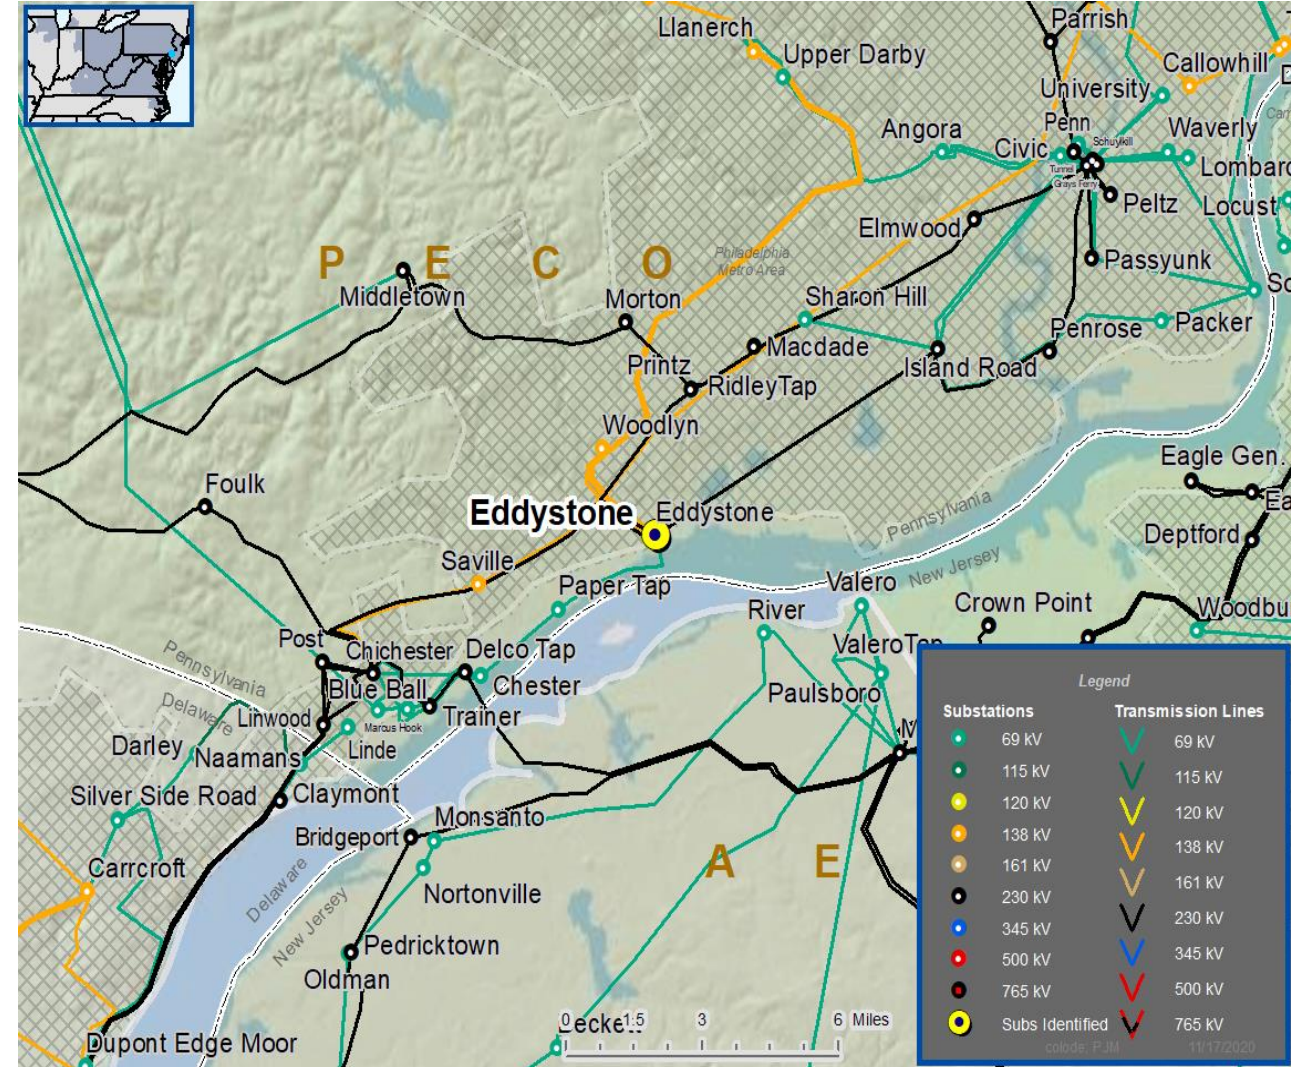 Parrish
Llanerch
Upper Darby
Callowhill
University
Angora
Penn
Schuylkill
Waverly
Civic
Tunnel
Grays Ferry
Lombard
Peltz
Locust
Elmwood
P E C O
Philadelphia
Metro Area
Passyunk
Middletown
Morton
Sharon Hill
Penrose
Packer
Macdade
Island Road
Printz
RidleyTap
Woodlyn
Eagle Gen.
Foulk
Eddystone
Eddystone
Pennsylvania
Deptford
Saville
New Jersey
Paper Tap
Valero
River
Crown Point
Post
Chichester
Delco Tap
Pennsylvania
Paulsboro
Blue Ball
Chester
Delaware
Linwood
Marcus Hook
Trainer
Darley
Naamans
Linde
Silver Side Road
Claymont
Bridgeport
Monsanto
Carrcroft
A E
Delaware
Nortonville
New Jersey
Pedricktown
Oldman
Dupont Edge Moor
0 1.5 3 6 Miles
Legend
Substations Transmission Lines
69 kV 69 kV
115 kV 115 kV
120 kV 120 kV
138 kV 138 kV
161 kV 161 kV
230 kV 230 kV
345 kV 345 kV
500 kV 500 kV
765 kV 765 kV
Subs Identified
colode, PJM 11/17/2020